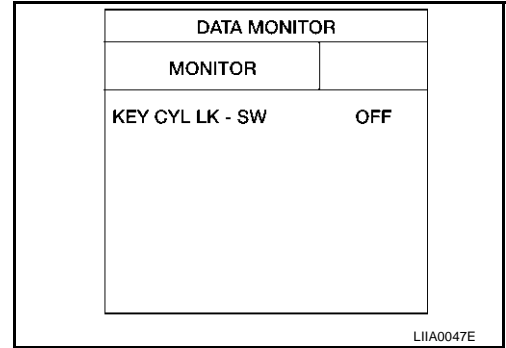 DATA MONITOR
MONITOR
KEY CYL LK - SW OFF
LIIA0047E